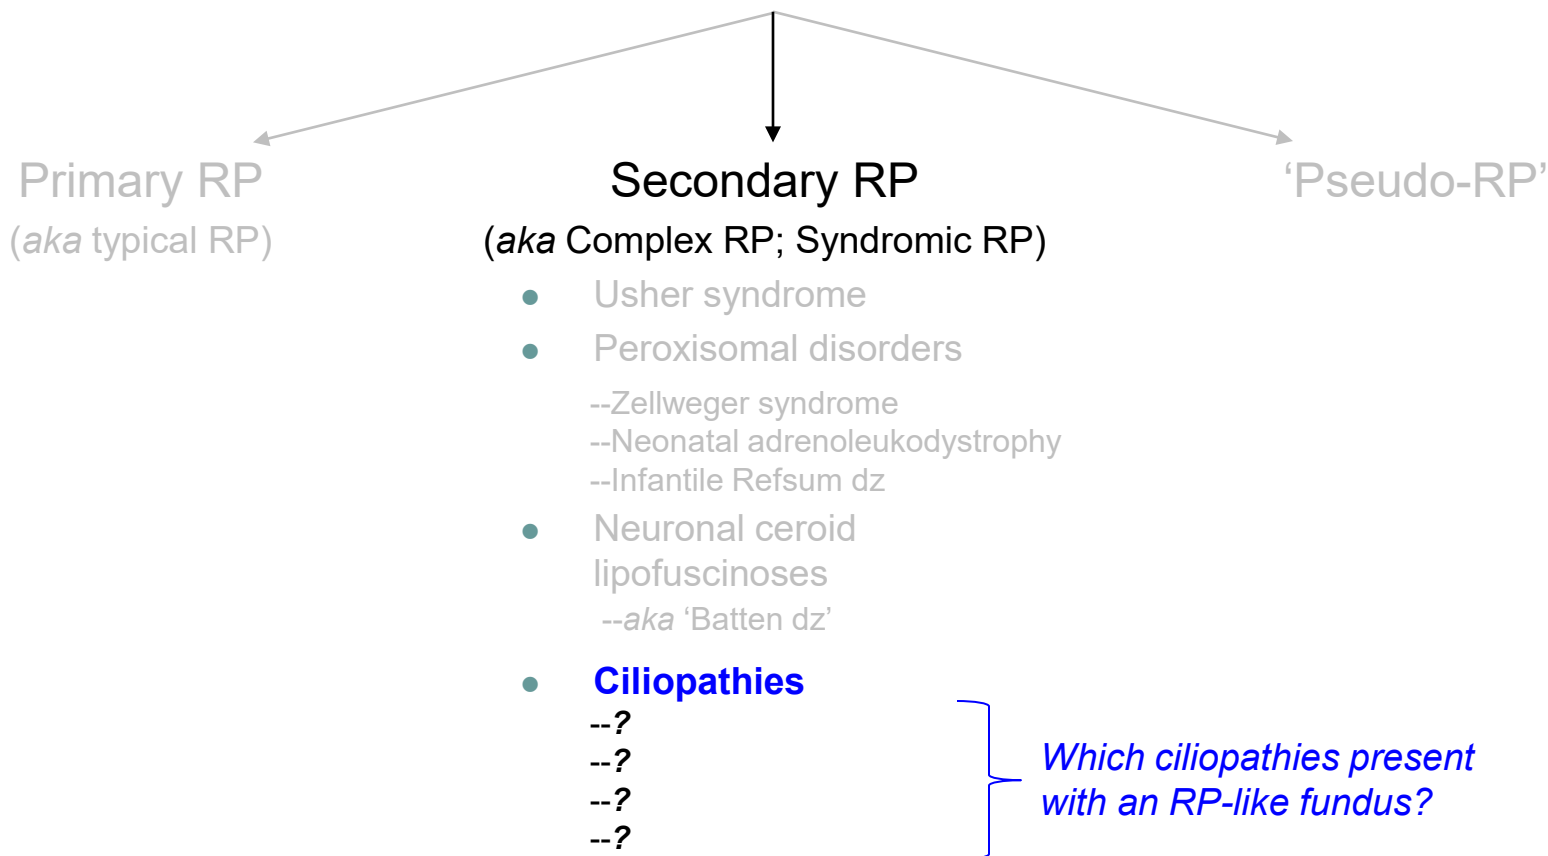 Primary RP
(aka typical RP)
Secondary RP
(aka Complex RP; Syndromic RP)
‘Pseudo-RP’
● Usher syndrome
● Peroxisomal disorders
--Zellweger syndrome
--Neonatal adrenoleukodystrophy
--Infantile Refsum dz
● Neuronal ceroid
lipofuscinoses
--aka ‘Batten dz’
● Ciliopathies
--?
--?
--?
--?
Which ciliopathies present
with an RP-like fundus?